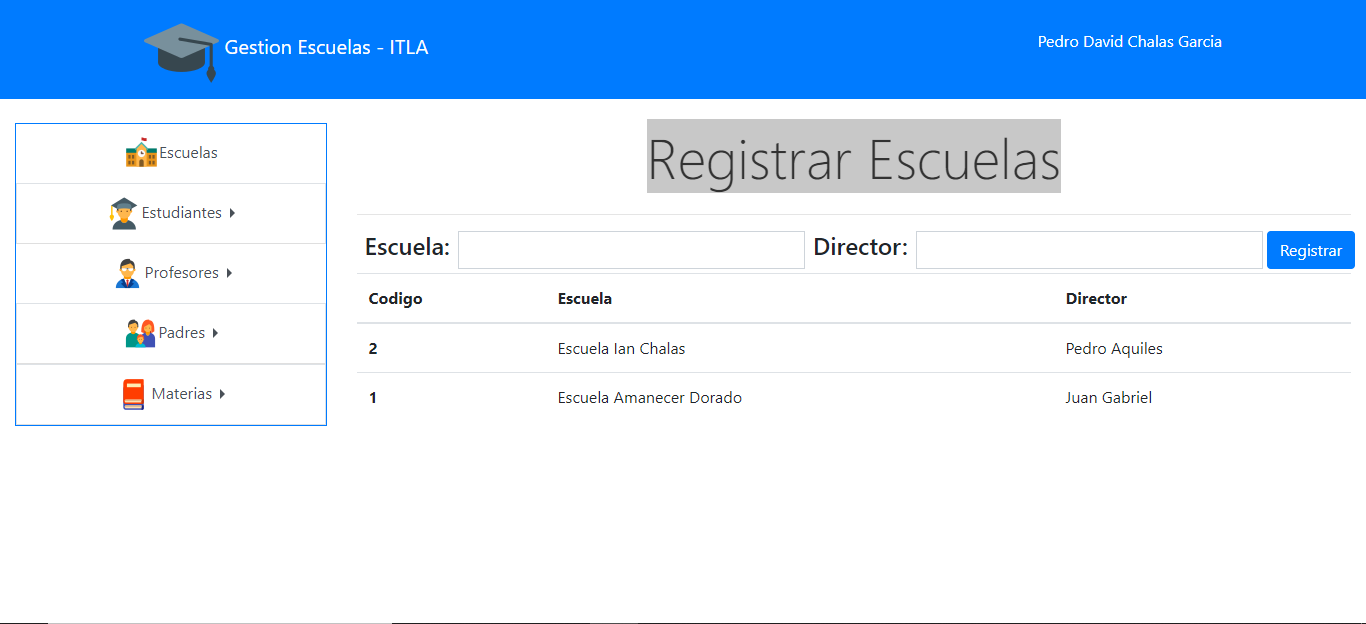 Gestion Escuelas - ITLA
Pedro David Chalas Garcia
Escuelas
Estudiantes
Profesores
Padres
Materias
Registrar Escuelas
Escuela: Director: Registrar
Codigo Escuela Director
2 Escuela Ian Chalas Pedro Aquiles
1 Escuela Amanecer Dorado Juan Gabriel